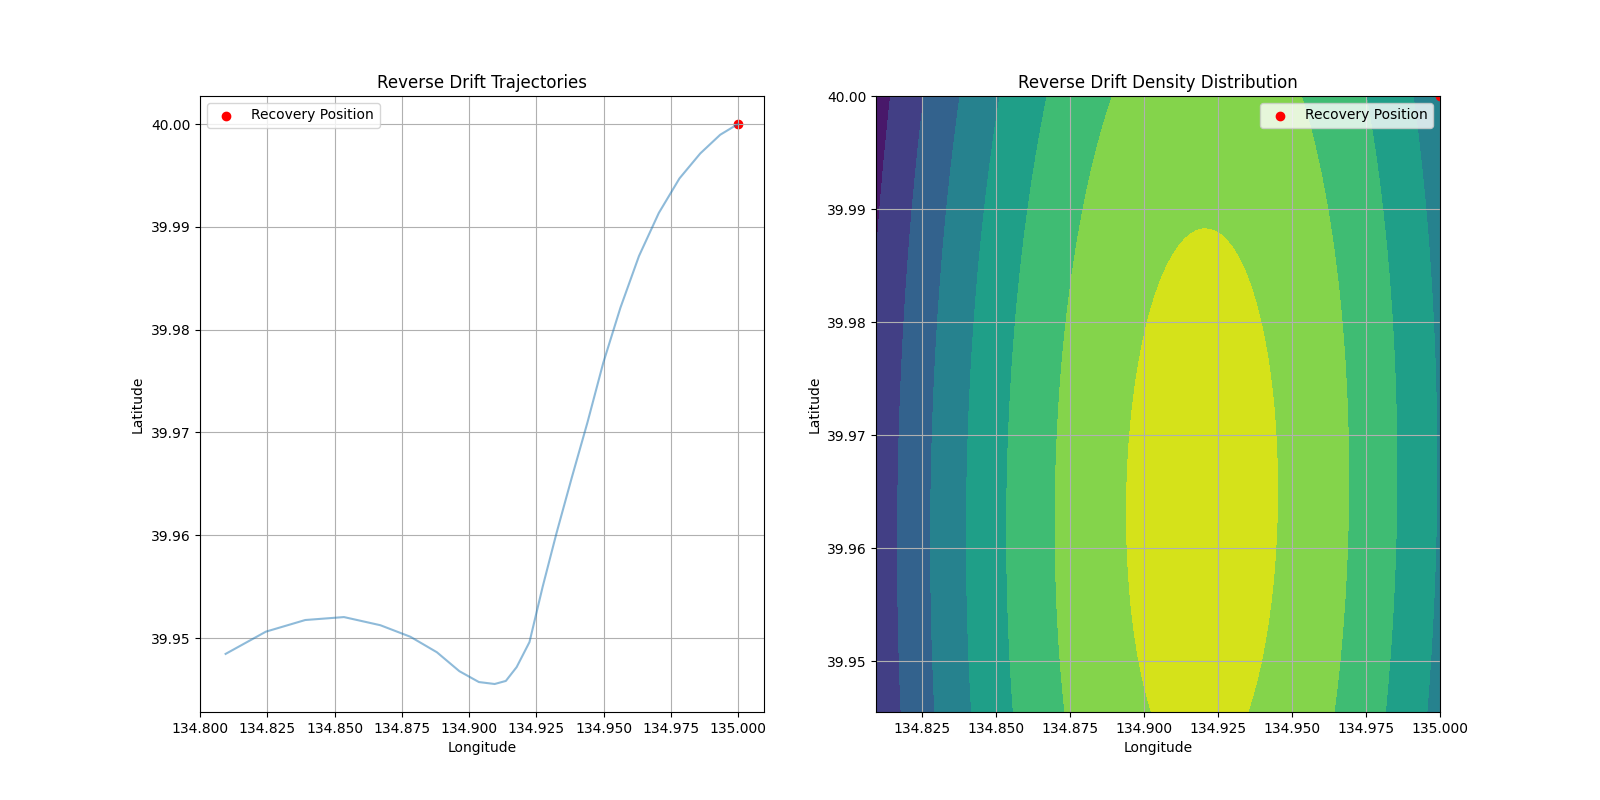 Reverse Drift Trajectories
Recovery Position
40.00
39.99
39.98
39.97
39.96
39.95
Latitude
134.800 134.825 134.850 134.875 134.900 134.925 134.950 134.975 135.000
Longitude
Reverse Drift Density Distribution
Recovery Position
40.00
39.99
39.98
39.97
39.96
39.95
Latitude
134.825 134.850 134.875 134.900 134.925 134.950 134.975 135.000
Longitude